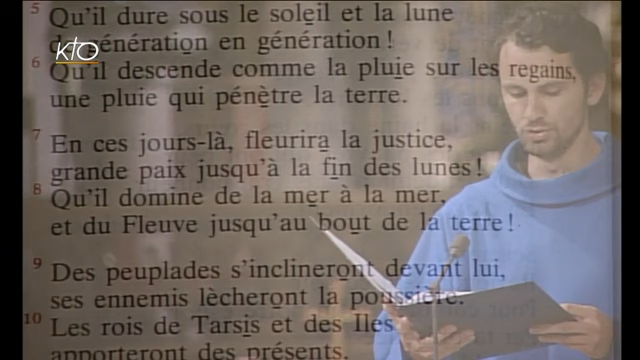 5 Qu'il dure sous le soleil et la lune
de génération en génération !
KTO
6 Qu'il descende comme la pluie sur les regains,
une pluie qui pénètre la terre.
7 En ces jours-là, fleurira la justice,
grande paix jusqu'à la fin des lunes !
8 Qu'il domine de la mer à la mer,
et du Fleuve jusqu'au bout de la terre !
9 Des peuplades s'inclineront devant lui,
ses ennemis lècheront la poussière.
10 Les rois de Tarsis et des Iles
apporteront des présents.